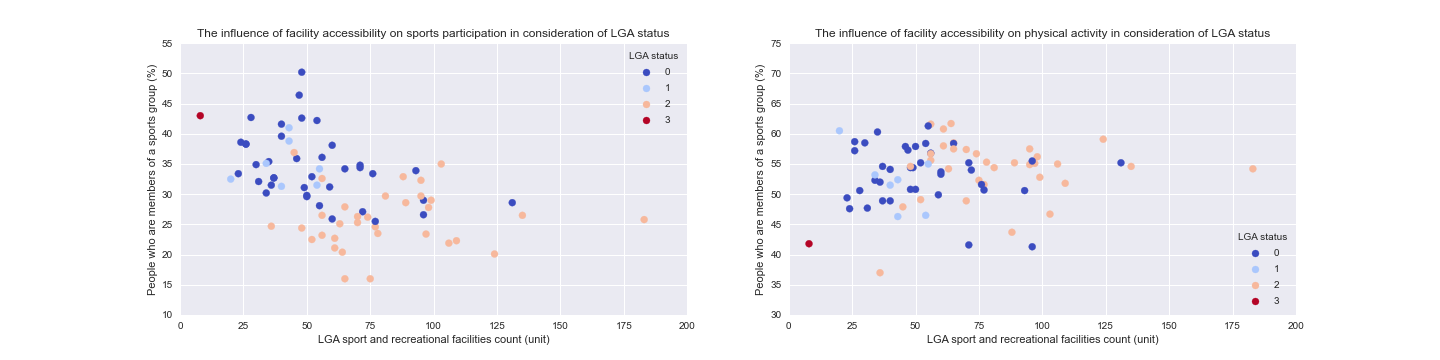 The influence of facility accessibility on sports participation in consideration of LGA status
55
50
45
40
35
30
25
20
15
10
People who are members of a sports group (%)
0 25 50 75 100 125 150 175 200
LGA sport and recreational facilities count (unit)
LGA status
0
1
2
3
The influence of facility accessibility on physical activity in consideration of LGA status
75
70
65
60
55
50
45
40
35
30
People who are members of a sports group (%)
0 25 50 75 100 125 150 175 200
LGA sport and recreational facilities count (unit)
LGA status
0
1
2
3